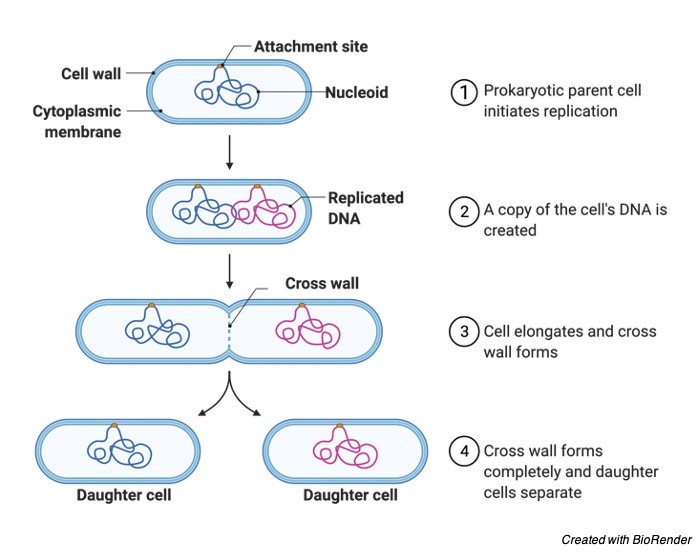 Attachment site
Cell wall
Nucleoid
Cytoplasmic
membrane
1 Prokaryotic parent cell
initiates replication
Replicated
DNA
2 A copy of the cell's DNA is
created
Cross wall
3 Cell elongates and cross
wall forms
4 Cross wall forms
completely and daughter
cells separate
Daughter cell
Daughter cell
Created with BioRender